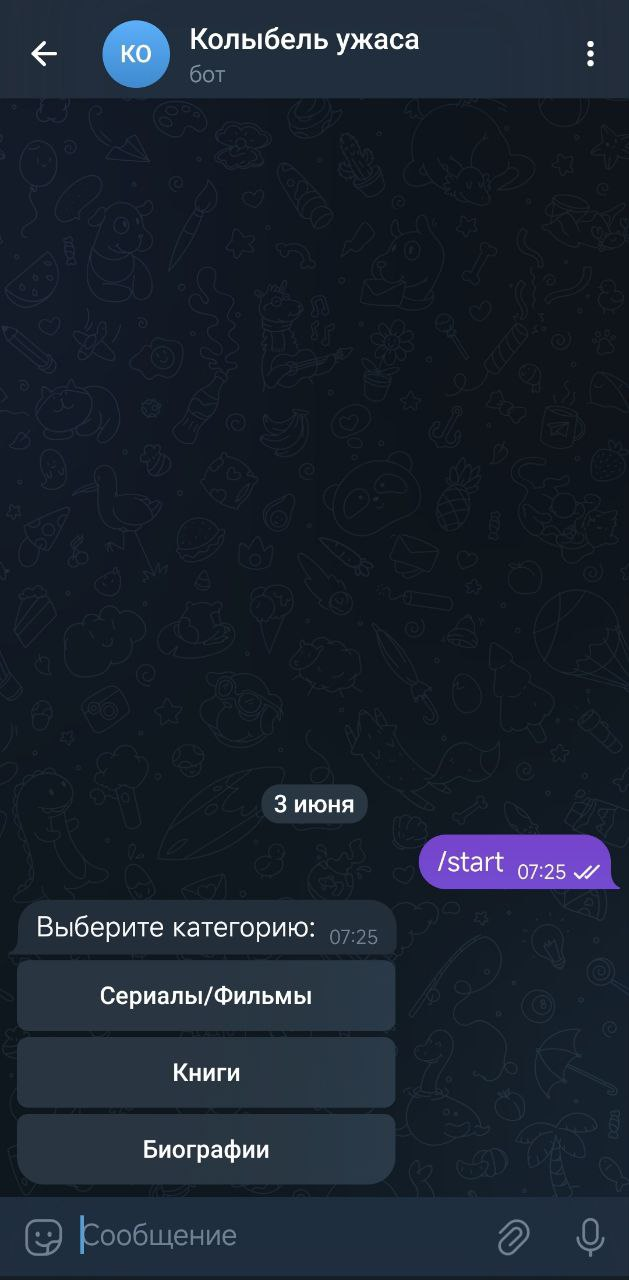 Колыбель ужаса
КО
бот
3 июня
/start 07:25
Выберите категорию: 07:25
Сериалы/Фильмы
Книги
Биографии
Сообщение